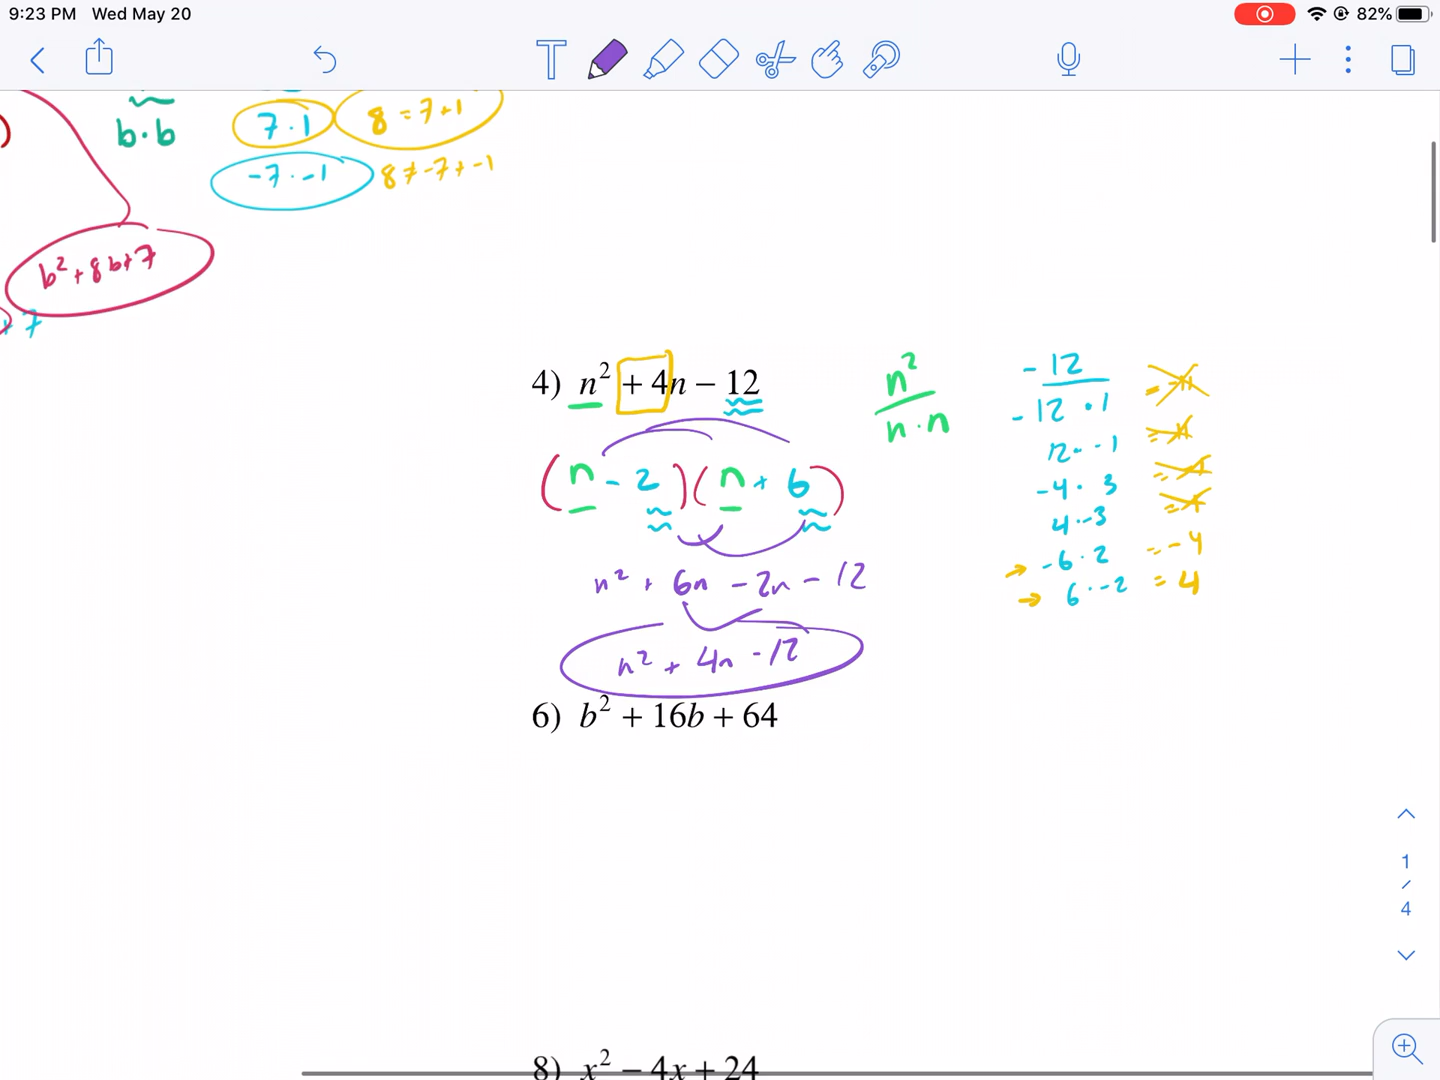 9:23 PM Wed May 20 82%
T
)
b·b
7·1 8=7+1
-7·-1 8≠-7+-1
b²+8b+7
+7
4) n² + 4n − 12
n²
n·n
-12
-12·1
12·-1
-4·3
4·-3
-6·2 =-4
6·-2 =4
(n-2)(n+6)
n²+6n-2n-12
n²+4n-12
6) b² + 16b + 64
1
/
4
8) x² − 4x + 24